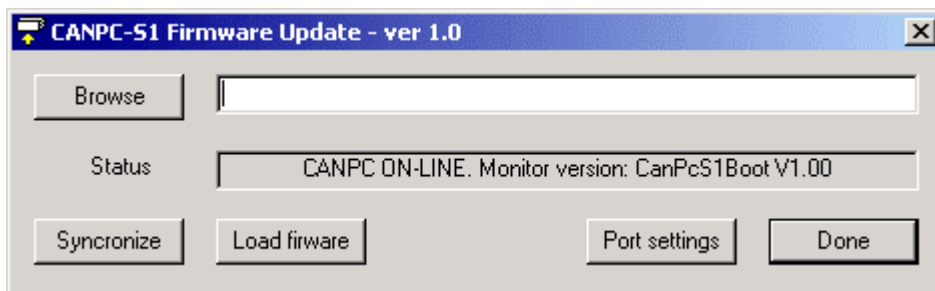 CANPC-S1 Firmware Update - ver 1.0
Browse
Status CANPC ON-LINE. Monitor version: CanPcS1Boot V1.00
Syncronize Load firware Port settings Done